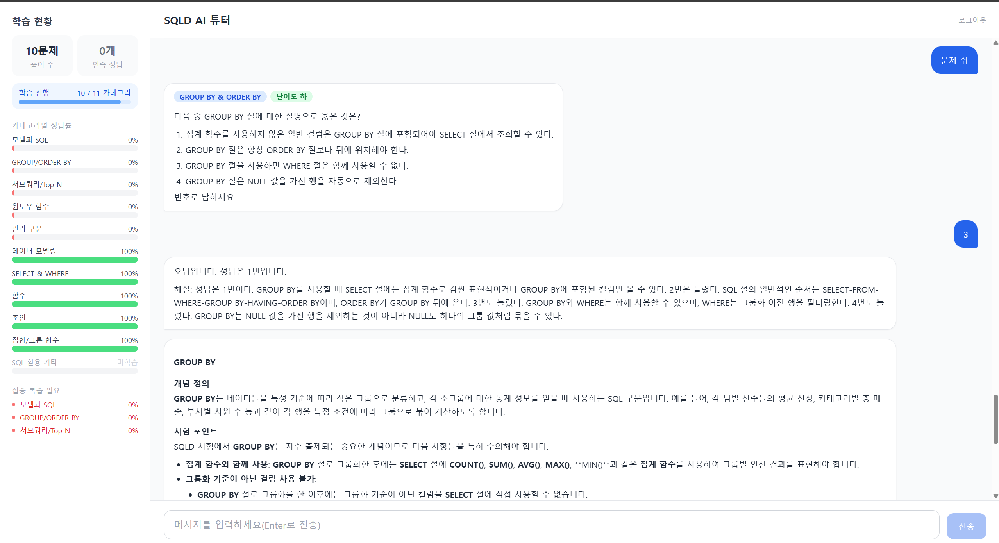 학습 현황
10문제
풀이 수
0개
연속 정답
학습 진행
10 / 11 카테고리
카테고리별 정답률
모델과 SQL 0%
GROUP/ORDER BY 0%
서브쿼리/Top N 0%
윈도우 함수 0%
관리 구문 0%
데이터 모델링 100%
SELECT & WHERE 100%
함수 100%
조인 100%
집합/그룹 함수 100%
SQL 활용 기타 미학습
집중 복습 필요
모델과 SQL 0%
GROUP/ORDER BY 0%
서브쿼리/Top N 0%
SQLD AI 튜터
로그아웃
문제 줘
GROUP BY & ORDER BY 난이도 하
다음 중 GROUP BY 절에 대한 설명으로 옳은 것은?
1. 집계 함수를 사용하지 않은 일반 컬럼은 GROUP BY 절에 포함되어야 SELECT 절에서 조회할 수 있다.
2. GROUP BY 절은 항상 ORDER BY 절보다 뒤에 위치해야 한다.
3. GROUP BY 절을 사용하면 WHERE 절은 함께 사용할 수 없다.
4. GROUP BY 절은 NULL 값을 가진 행을 자동으로 제외한다.
번호로 답하세요.
3
오답입니다. 정답은 1번입니다.
해설: 정답은 1번이다. GROUP BY를 사용할 때 SELECT 절에는 집계 함수로 감싼 표현식이거나 GROUP BY에 포함된 컬럼만 올 수 있다. 2번은 틀렸다. SQL 절의 일반적인 순서는 SELECT-FROM-
WHERE-GROUP BY-HAVING-ORDER BY이며, ORDER BY가 GROUP BY 뒤에 온다. 3번도 틀렸다. GROUP BY와 WHERE는 함께 사용할 수 있으며, WHERE는 그룹화 이전 행을 필터링한다. 4번도 틀
렸다. GROUP BY는 NULL 값을 가진 행을 제외하는 것이 아니라 NULL도 하나의 그룹 값처럼 묶을 수 있다.
GROUP BY
개념 정의
GROUP BY는 데이터들을 특정 기준에 따라 작은 그룹으로 분류하고, 각 소그룹에 대한 통계 정보를 얻을 때 사용하는 SQL 구문입니다. 예를 들어, 각 팀별 선수들의 평균 신장, 카테고리별 총 매
출, 부서별 사원 수 등과 같이 각 행을 특정 조건에 따라 그룹으로 묶어 계산하도록 합니다.
시험 포인트
SQLD 시험에서 GROUP BY는 자주 출제되는 중요한 개념이므로 다음 사항들을 특히 주의해야 합니다.
• 집계 함수와 함께 사용: GROUP BY 절로 그룹화한 후에는 SELECT 절에 COUNT(), SUM(), AVG(), MAX(), **MIN()**과 같은 집계 함수를 사용하여 그룹별 연산 결과를 표현해야 합니다.
• 그룹화 기준이 아닌 컬럼 사용 불가:
• GROUP BY 절로 그룹화를 한 이후에는 그룹화 기준이 아닌 컬럼을 SELECT 절에 직접 사용할 수 없습니다.
메시지를 입력하세요(Enter로 전송)
전송